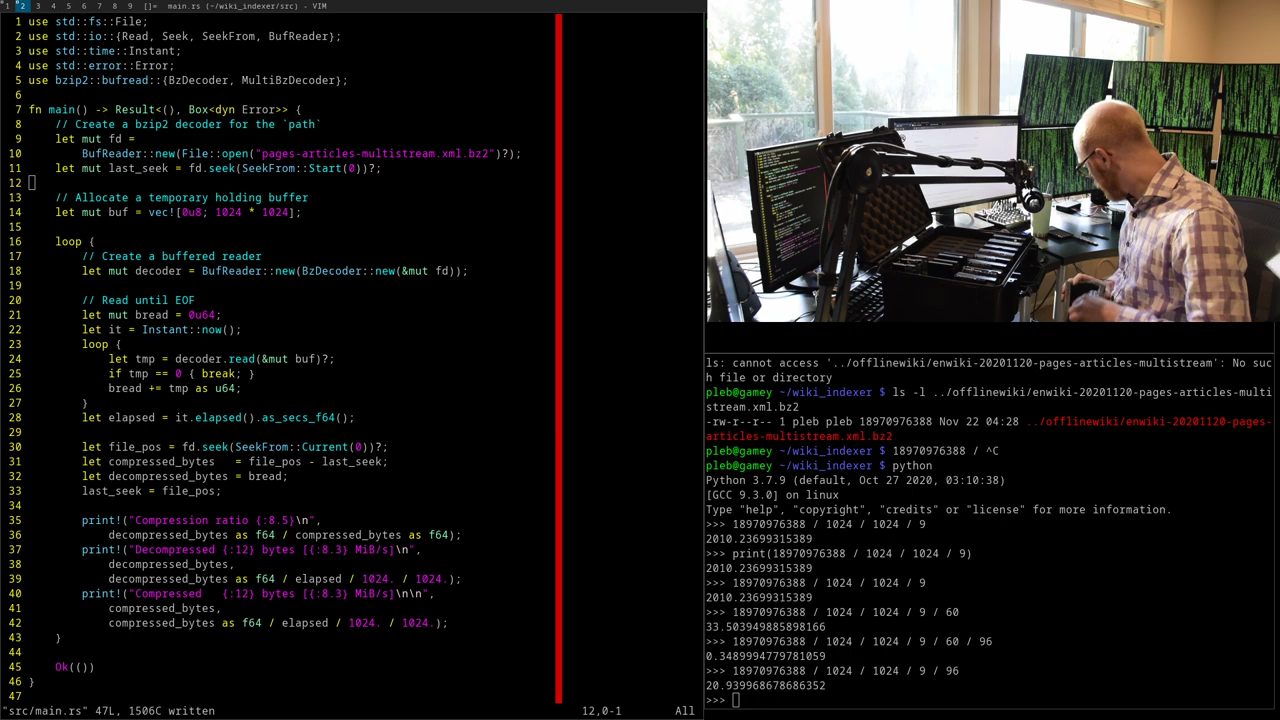 1 2 3 4 5 6 7 8 9 []= main.rs (~/wiki_indexer/src) - VIM
1 use std::fs::File;
2 use std::io::{Read, Seek, SeekFrom, BufReader};
3 use std::time::Instant;
4 use std::error::Error;
5 use bzip2::bufread::{BzDecoder, MultiBzDecoder};
6
7 fn main() -> Result<(), Box<dyn Error>> {
8     // Create a bzip2 decoder for the `path`
9     let mut fd =
10         BufReader::new(File::open("pages-articles-multistream.xml.bz2")?);
11     let mut last_seek = fd.seek(SeekFrom::Start(0))?;
12
13     // Allocate a temporary holding buffer
14     let mut buf = vec![0u8; 1024 * 1024];
15
16     loop {
17         // Create a buffered reader
18         let mut decoder = BufReader::new(BzDecoder::new(&mut fd));
19
20         // Read until EOF
21         let mut bread = 0u64;
22         let it = Instant::now();
23         loop {
24             let tmp = decoder.read(&mut buf)?;
25             if tmp == 0 { break; }
26             bread += tmp as u64;
27         }
28         let elapsed = it.elapsed().as_secs_f64();
29
30         let file_pos = fd.seek(SeekFrom::Current(0))?;
31         let compressed_bytes   = file_pos - last_seek;
32         let decompressed_bytes = bread;
33         last_seek = file_pos;
34
35         print!("Compression ratio {:8.5}\n",
36             decompressed_bytes as f64 / compressed_bytes as f64);
37         print!("Decompressed {:12} bytes [{:8.3} MiB/s]\n",
38             decompressed_bytes,
39             decompressed_bytes as f64 / elapsed / 1024. / 1024.);
40         print!("Compressed   {:12} bytes [{:8.3} MiB/s]\n\n",
41             compressed_bytes,
42             compressed_bytes as f64 / elapsed / 1024. / 1024.);
43     }
44
45     Ok(())
46 }
47
"src/main.rs" 47L, 1506C written 12,0-1 All
ls: cannot access '../offlinewiki/enwiki-20201120-pages-articles-multistream': No suc
h file or directory
pleb@gamey ~/wiki_indexer $ ls -l ../offlinewiki/enwiki-20201120-pages-articles-multi
stream.xml.bz2
-rw-r--r-- 1 pleb pleb 18970976388 Nov 22 04:28 ../offlinewiki/enwiki-20201120-pages-
articles-multistream.xml.bz2
pleb@gamey ~/wiki_indexer $ 18970976388 / ^C
pleb@gamey ~/wiki_indexer $ python
Python 3.7.9 (default, Oct 27 2020, 03:10:38)
[GCC 9.3.0] on linux
Type "help", "copyright", "credits" or "license" for more information.
>>> 18970976388 / 1024 / 1024 / 9
2010.23699315389
>>> print(18970976388 / 1024 / 1024 / 9)
2010.23699315389
>>> 18970976388 / 1024 / 1024 / 9
2010.23699315389
>>> 18970976388 / 1024 / 1024 / 9 / 60
33.503949885898166
>>> 18970976388 / 1024 / 1024 / 9 / 60 / 96
0.3489994779781059
>>> 18970976388 / 1024 / 1024 / 9 / 96
20.939968678686352
>>>